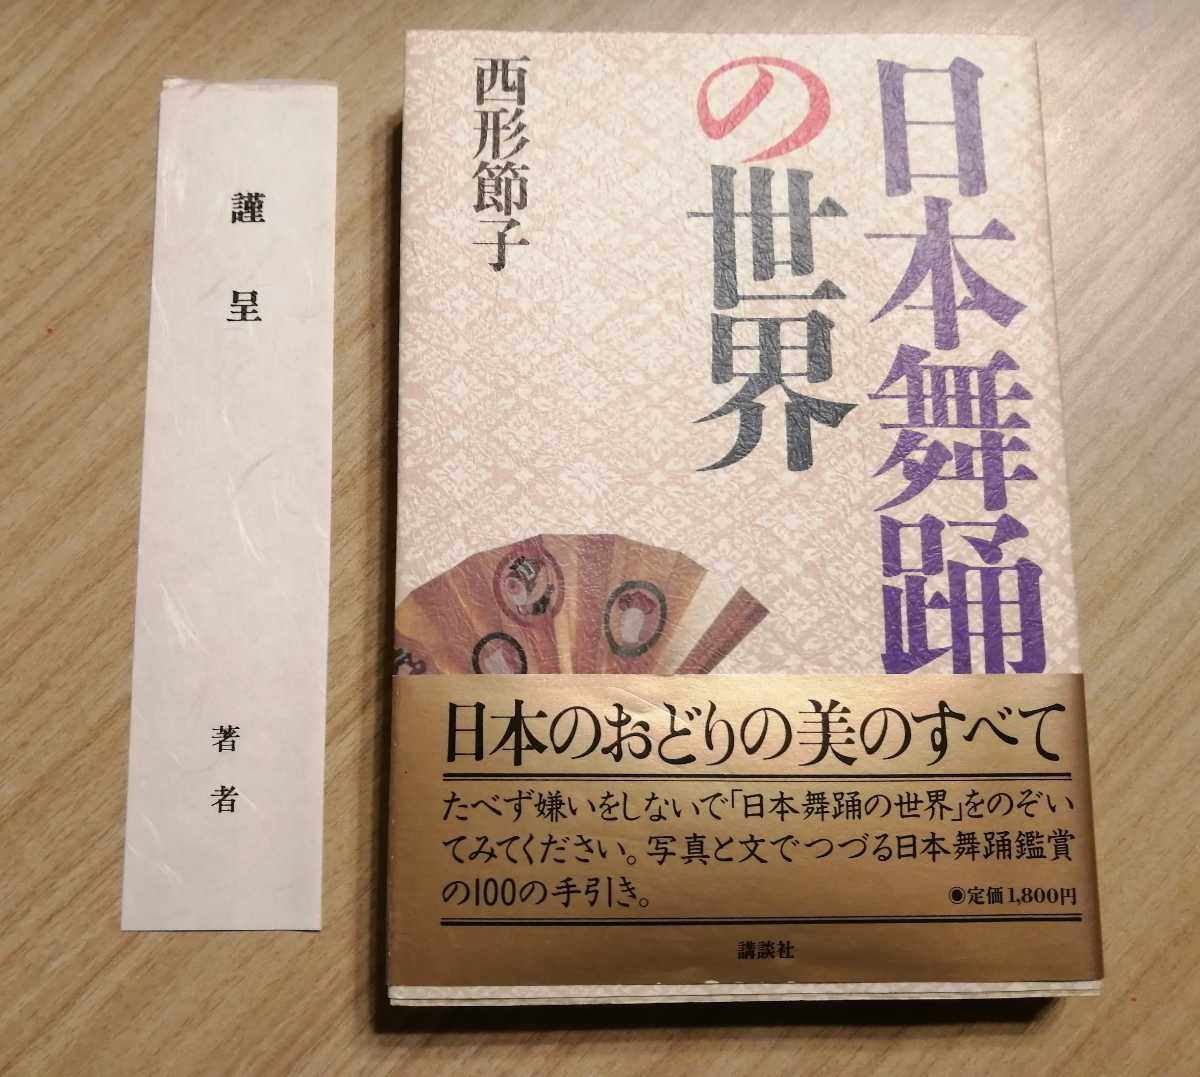 謹呈
著者
日本舞踊
の世界
西形節子
日本のおどりの美のすべて
たべず嫌いをしないで「日本舞踊の世界」をのぞい
てみてください。写真と文でつづる日本舞踊鑑賞
の100の手引き。
◉定価1,800円
講談社